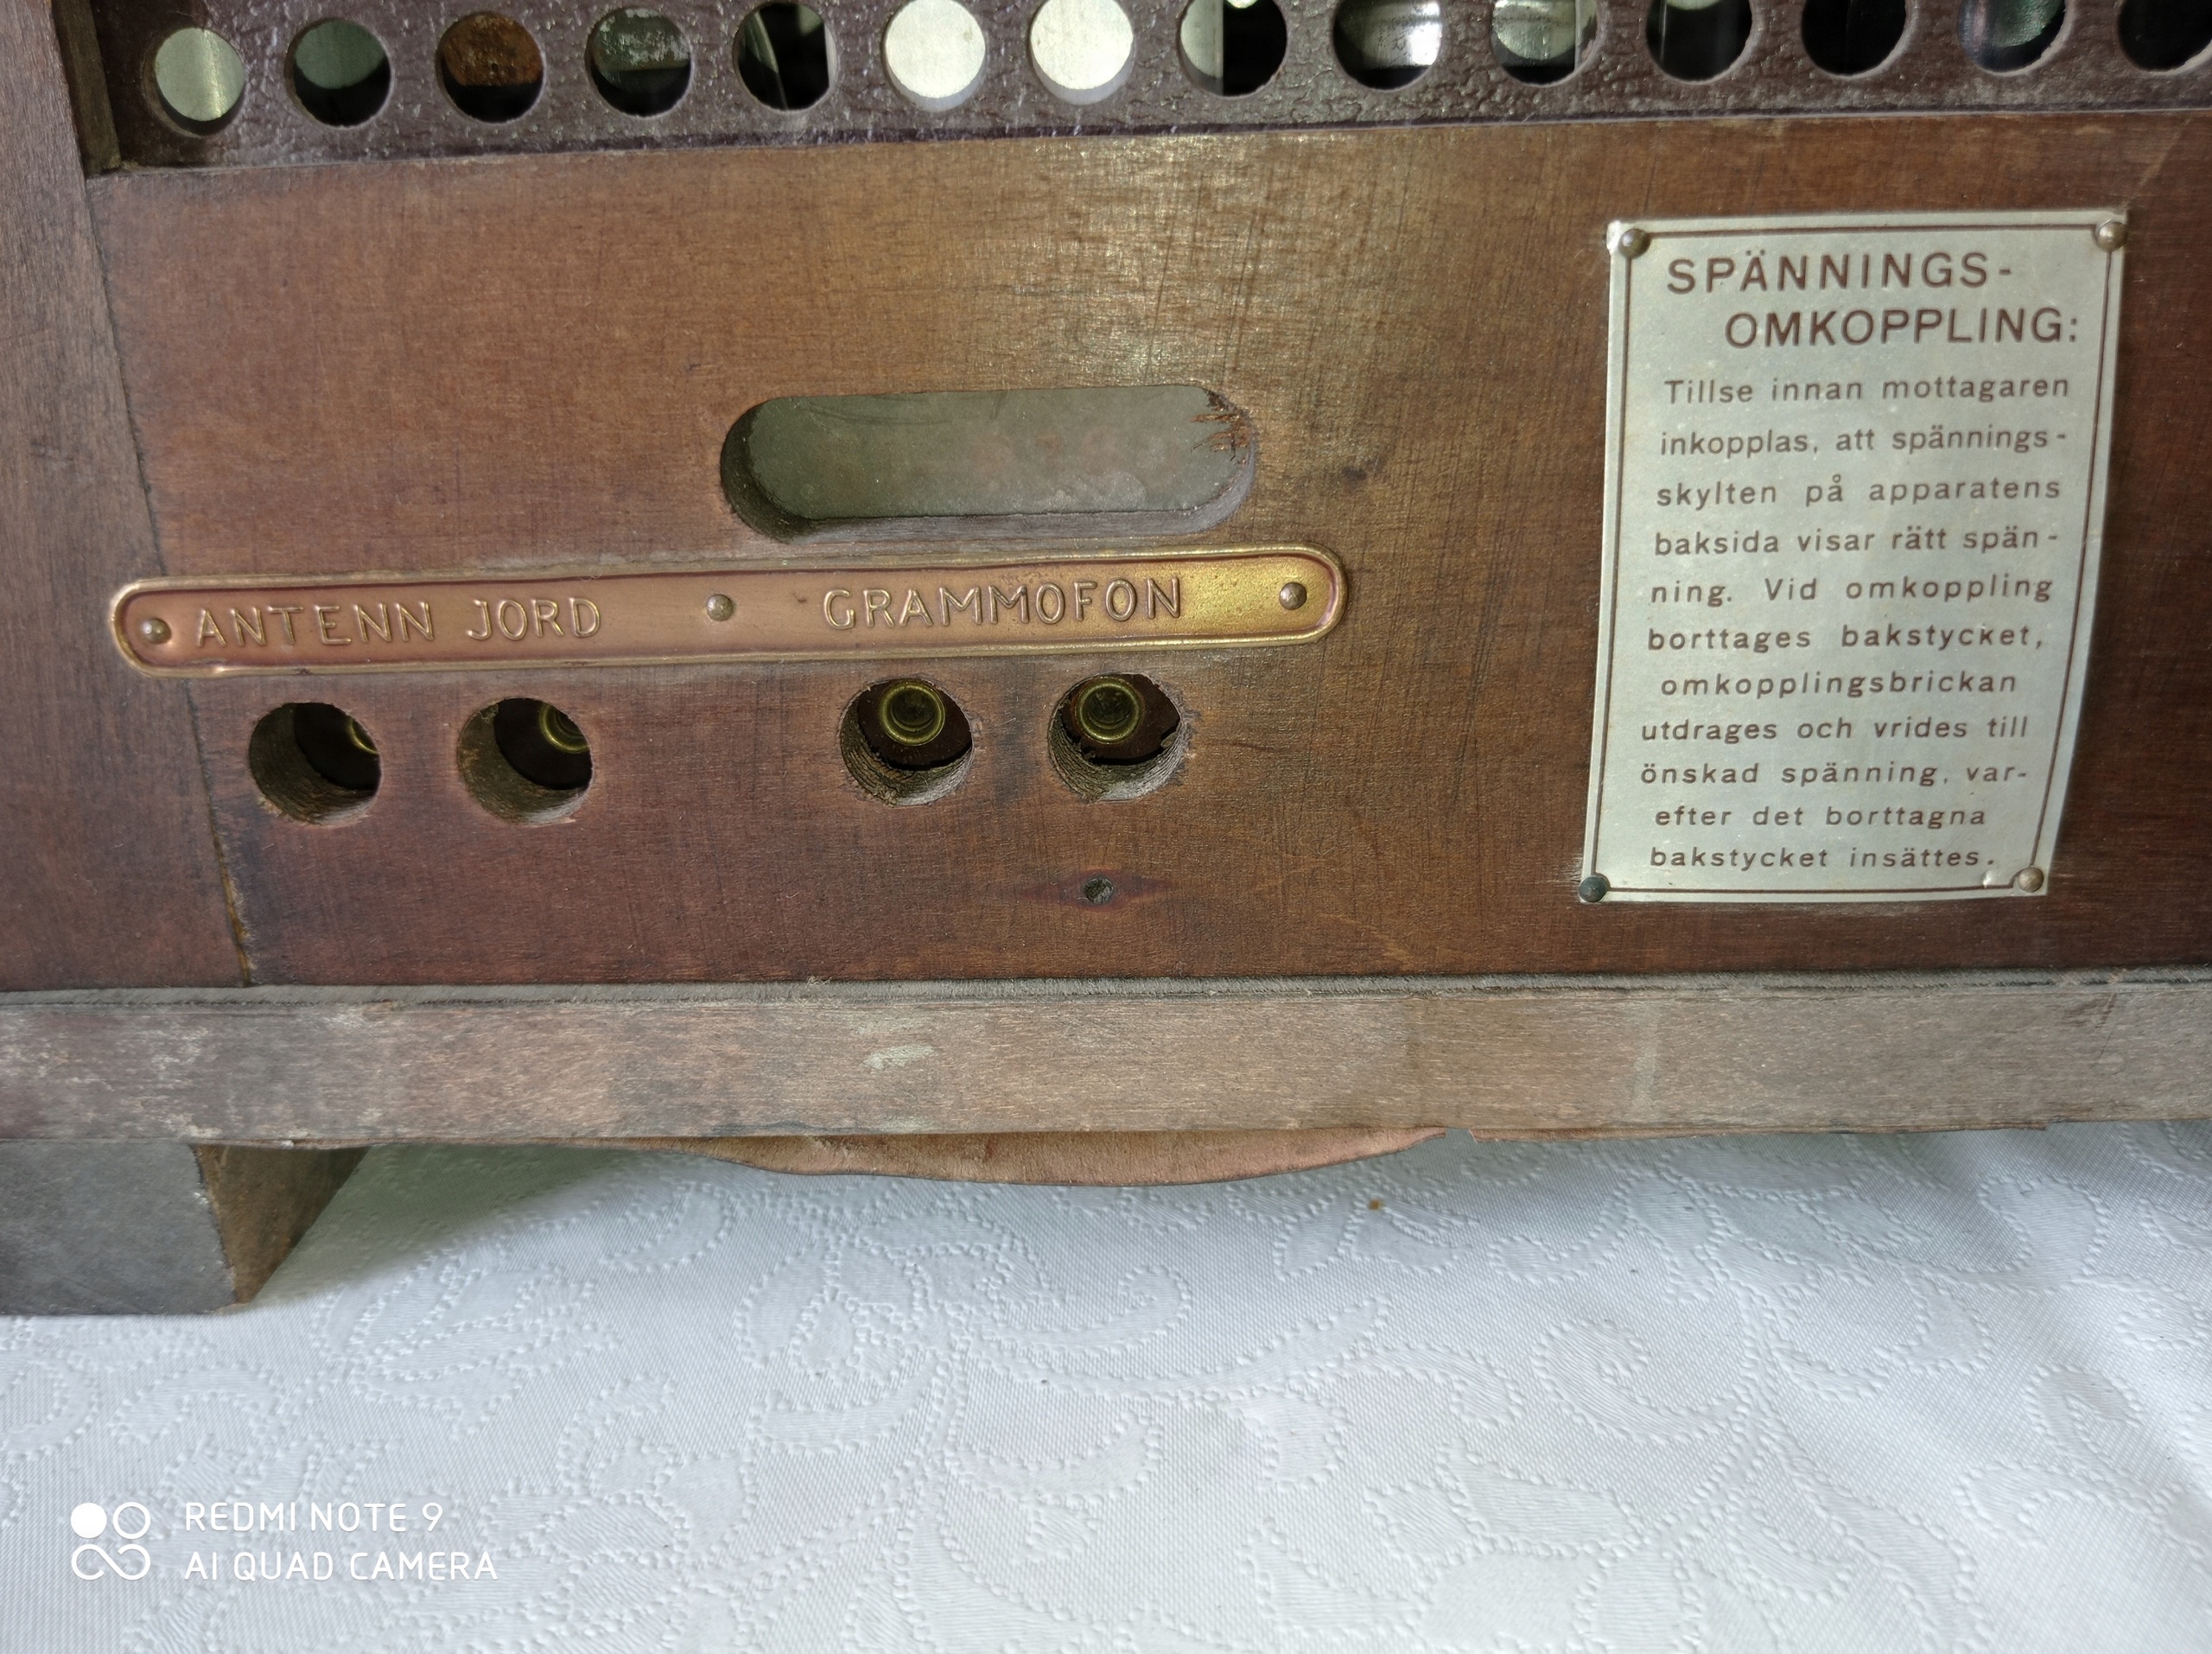 ANTENN JORD GRAMMOFON
SPÄNNINGS-
OMKOPPLING:
Tillse innan mottagaren
inkopplas, att spännings-
skylten på apparatens
baksida visar rätt spän-
ning. Vid omkoppling
borttages bakstycket,
omkopplingsbrickan
utdrages och vrides till
önskad spänning, var-
efter det borttagna
bakstycket insättes.
REDMI NOTE 9
AI QUAD CAMERA